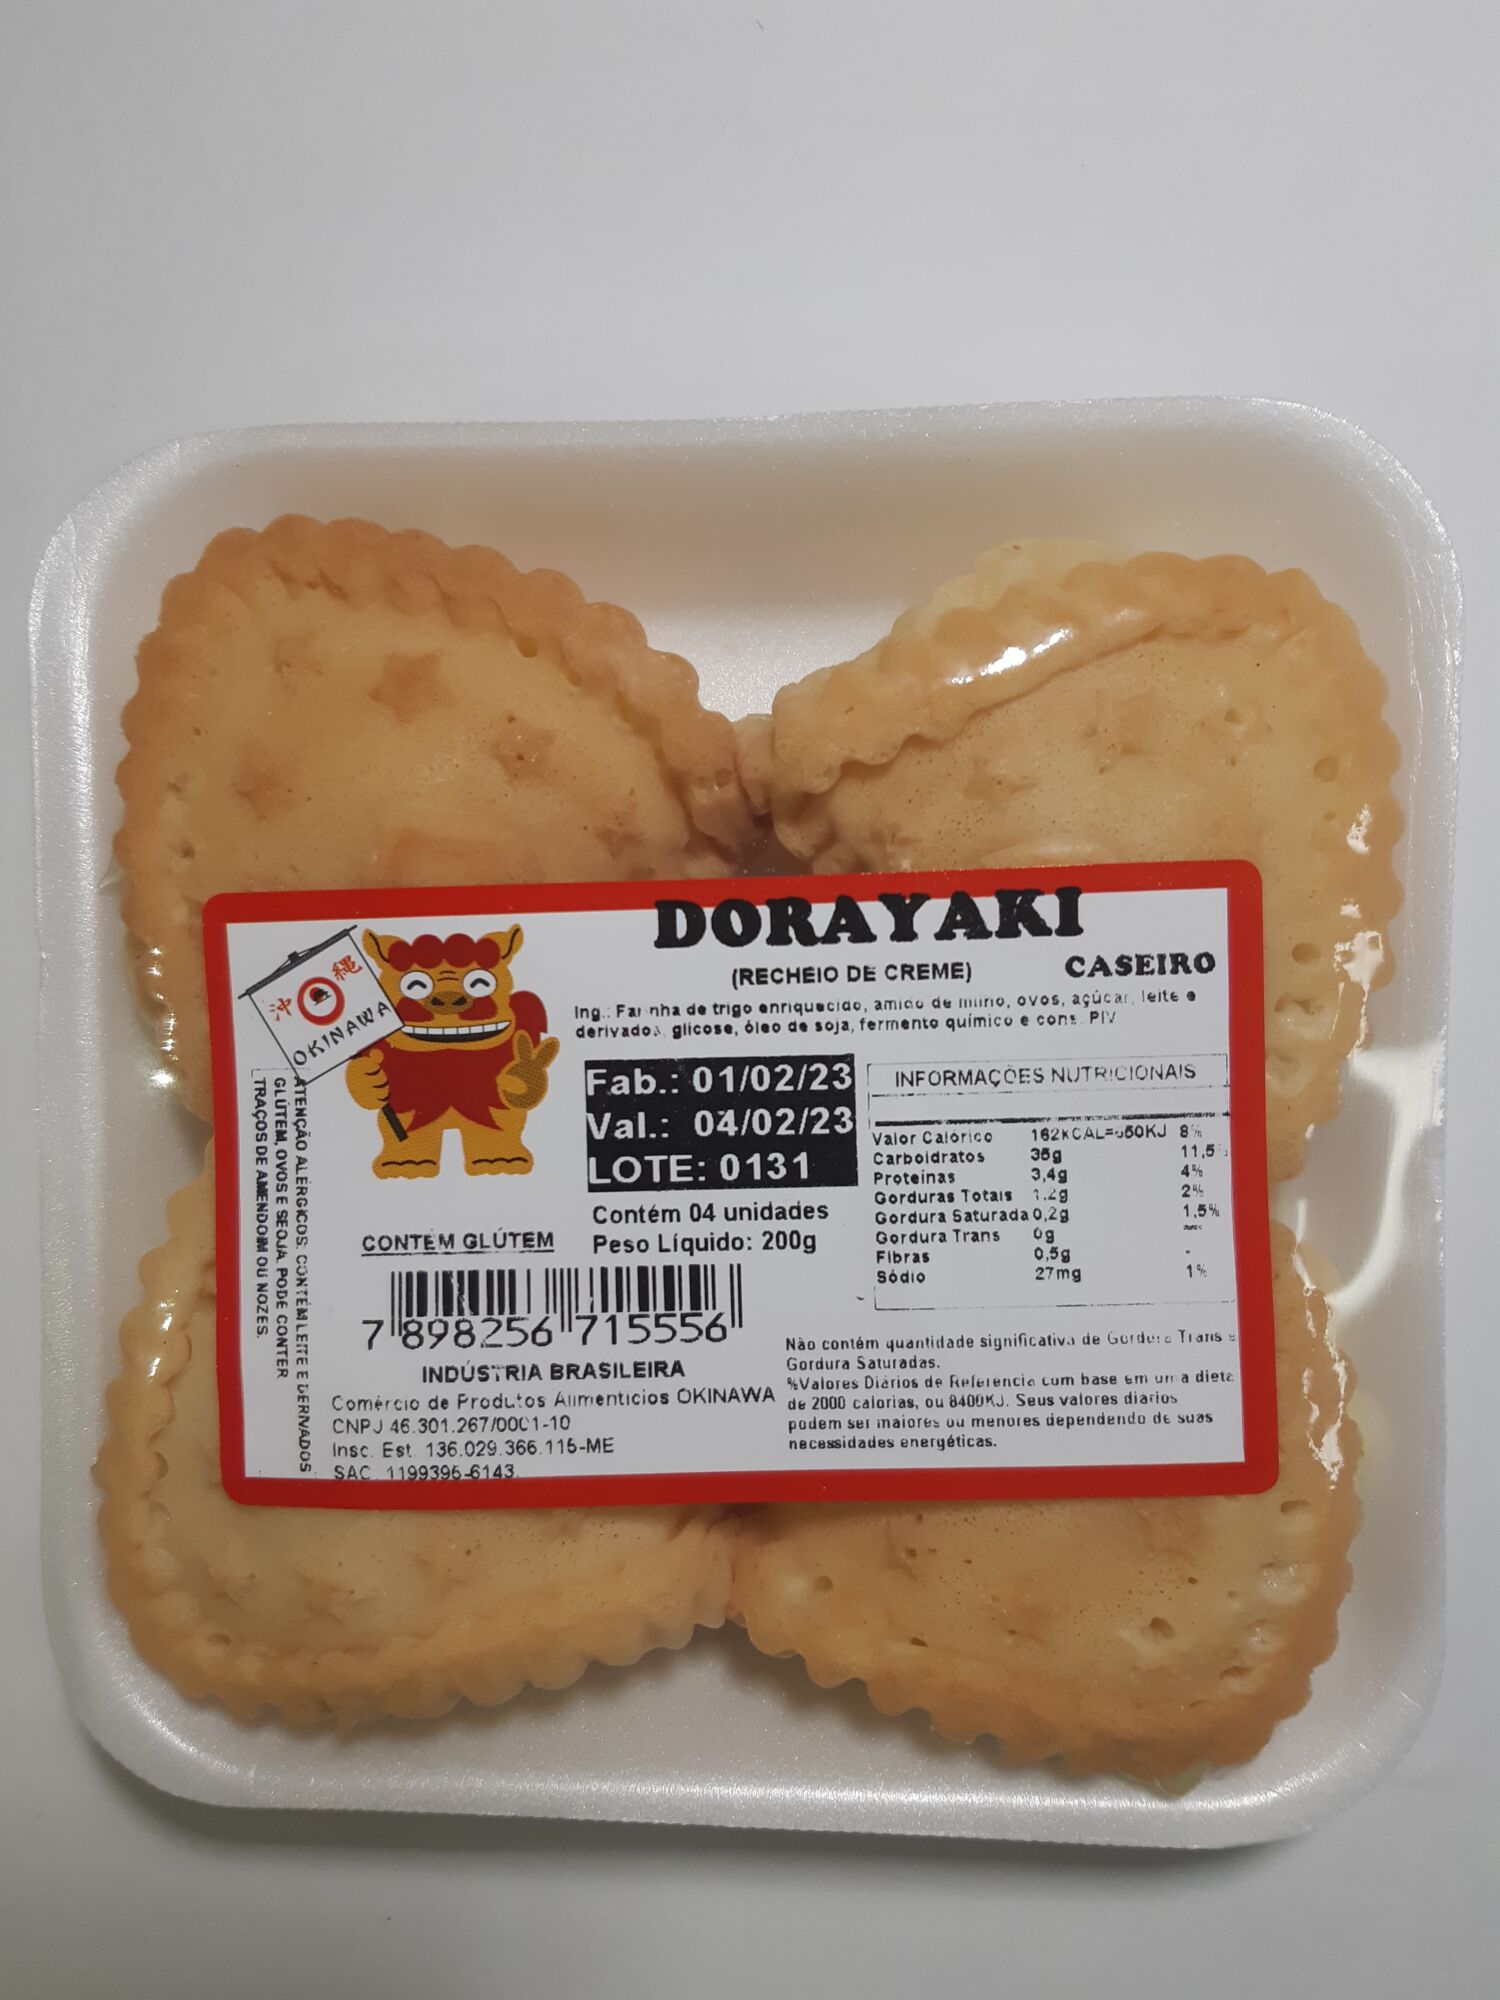 DORAYAKI
(RECHEIO DE CREME)
CASEIRO
Ing.: Farinha de trigo enriquecido, amido de milho, ovos, açúcar, leite e
derivados, glicose, óleo de soja, fermento químico e cons. PIV
沖 縄
OKINAWA
Fab.: 01/02/23
Val.: 04/02/23
LOTE: 0131
Contém 04 unidades
Peso Líquido: 200g
INFORMAÇÕES NUTRICIONAIS
Valor Calórico 162KCAL= 8%
Carboidratos 36g 11,5
Proteínas 3,4g 4%
Gorduras Totais 1,2g 2%
Gordura Saturada 0,2g 1,5%
Gordura Trans 0g
Fibras 0,5g -
Sódio 27mg 1%
Não contém quantidade significativa de Gordura Trans e
Gordura Saturadas.
%Valores Diários de Referencia com base em uma dieta
de 2000 calorias, ou 8400KJ. Seus valores diarios
podem ser maiores ou menores dependendo de suas
necessidades energéticas.
CONTEM GLÚTEM
7 898256 715556
INDÚSTRIA BRASILEIRA
Comércio de Produtos Alimenticios OKINAWA
CNPJ 46.301.267/0001-10
Insc. Est. 136.029.366.115-ME
SAC. 1199396-6143
ATENÇÃO ALÉRGICOS: CONTÉM LEITE E DERIVADOS
GLÚTEM, OVOS E SEOJA. PODE CONTER
TRAÇOS DE AMENDOIM OU NOZES.